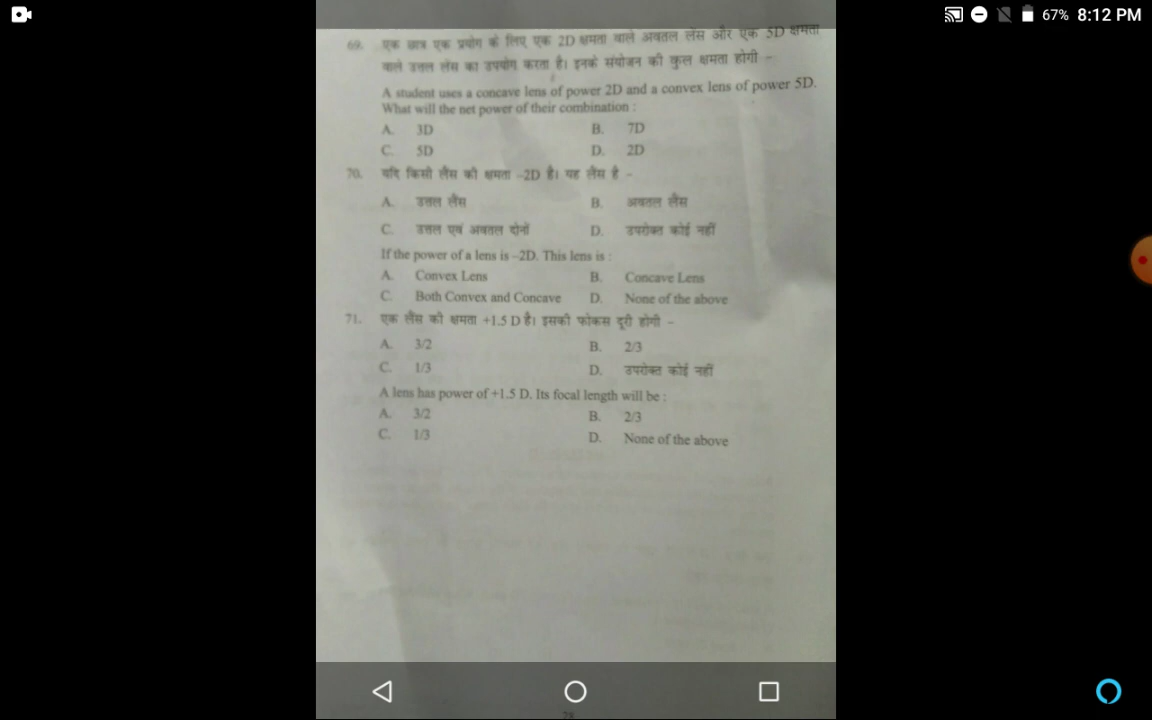 67% 8:12 PM
69. एक छात्र एक प्रयोग के लिए एक 2D क्षमता वाले अवतल लेंस और एक 5D क्षमता
वाले उत्तल लेंस का उपयोग करता है। इनके संयोजन की कुल क्षमता होगी -
A student uses a concave lens of power 2D and a convex lens of power 5D.
What will the net power of their combination :
A. 3D B. 7D
C. 5D D. 2D
70. यदि किसी लैंस की क्षमता -2D है। यह लैंस है -
A. उत्तल लैंस B. अवतल लैंस
C. उत्तल एवं अवतल दोनों D. उपरोक्त कोई नहीं
If the power of a lens is -2D. This lens is :
A. Convex Lens B. Concave Lens
C. Both Convex and Concave D. None of the above
71. एक लैंस की क्षमता +1.5 D है। इसकी फोकस दूरी होगी -
A. 3/2 B. 2/3
C. 1/3 D. उपरोक्त कोई नहीं
A lens has power of +1.5 D. Its focal length will be :
A. 3/2 B. 2/3
C. 1/3 D. None of the above